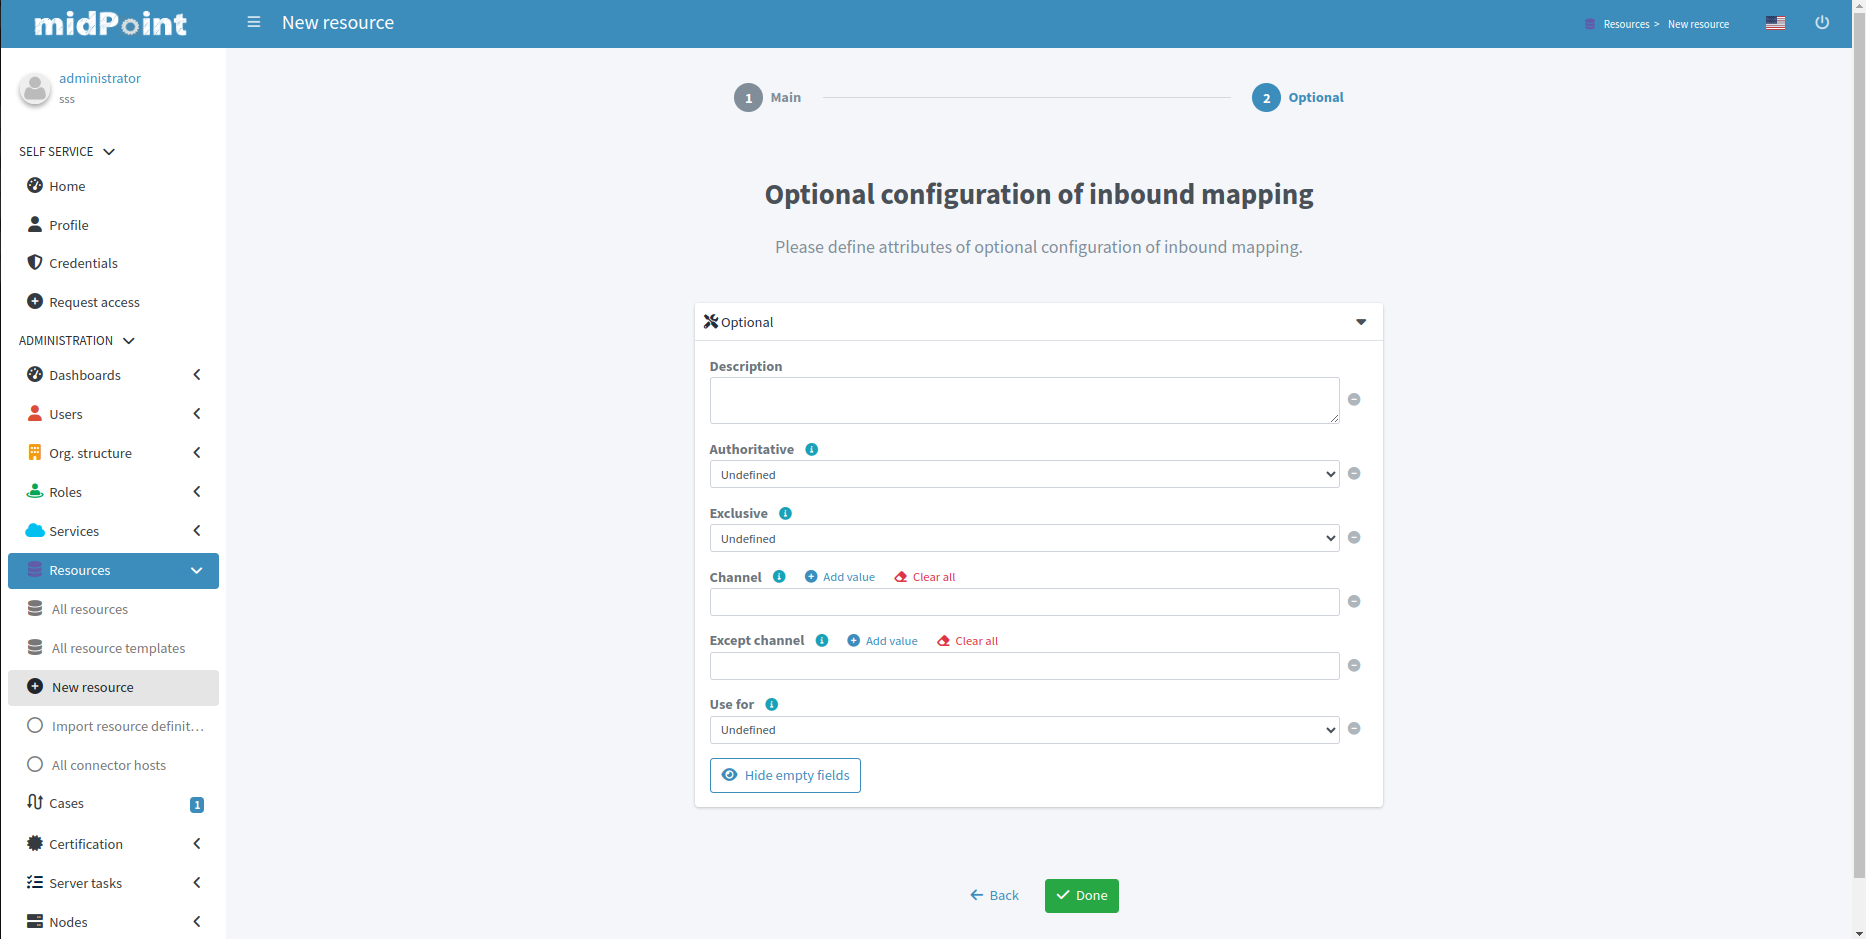 midPoint
New resource
Resources > New resource
administrator
sss
SELF SERVICE
Home
Profile
Credentials
Request access
ADMINISTRATION
Dashboards
Users
Org. structure
Roles
Services
Resources
All resources
All resource templates
New resource
Import resource definit...
All connector hosts
Cases 1
Certification
Server tasks
Nodes
1 Main
2 Optional
Optional configuration of inbound mapping
Please define attributes of optional configuration of inbound mapping.
Optional
Description
Authoritative
Undefined
Exclusive
Undefined
Channel Add value Clear all
Except channel Add value Clear all
Use for
Undefined
Hide empty fields
Back Done